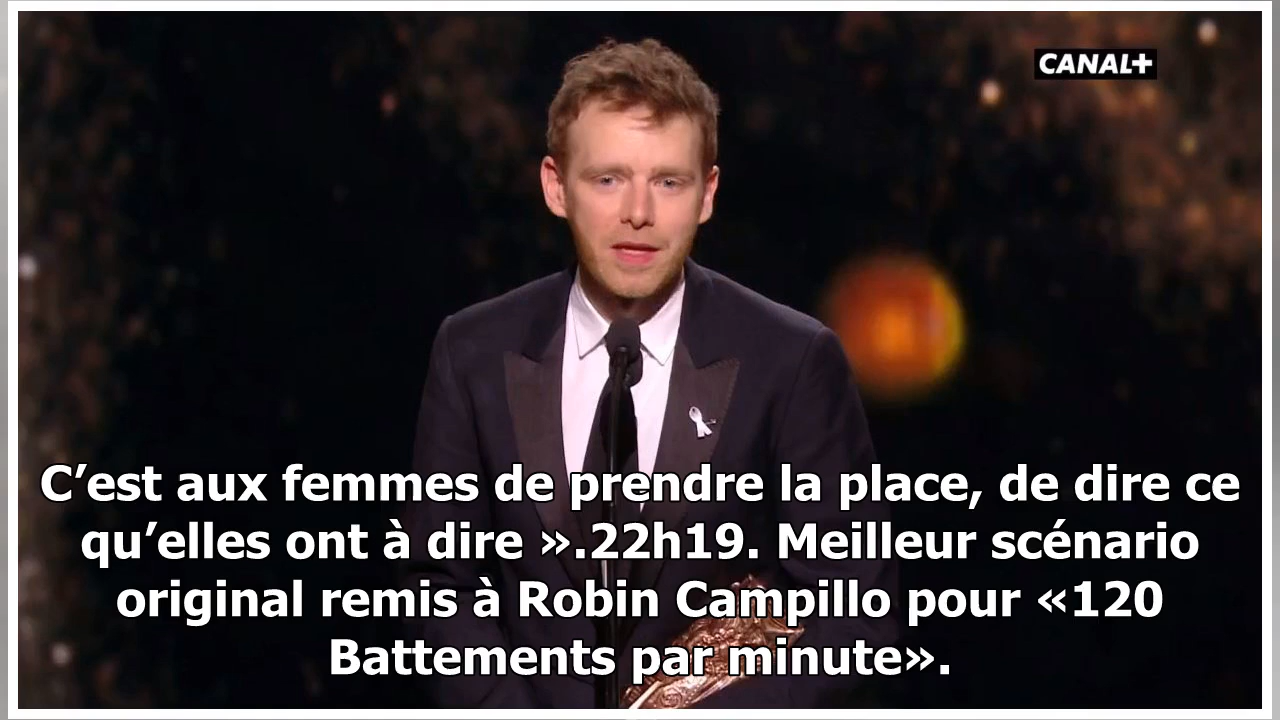 CANAL+
C’est aux femmes de prendre la place, de dire ce
qu’elles ont à dire ».22h19. Meilleur scénario
original remis à Robin Campillo pour «120
Battements par minute».